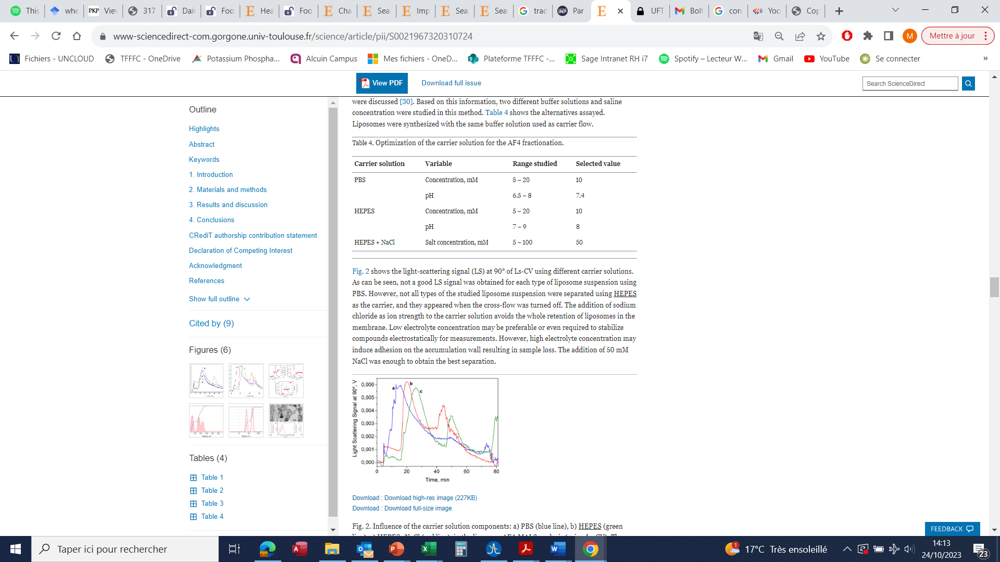 This
whe
PKP View
317
Dair
Foo
Hea
Foo
Cha
Sea
Imp
Sea
Sea
trad
INP Par
UFT
Boît
con
Yoo
Cop
www-sciencedirect-com.gorgone.univ-toulouse.fr/science/article/pii/S0021967320310724
M
Mettre à jour
Fichiers - UNCLOUD
TFFFC - OneDrive
Potassium Phospha...
Alcuin Campus
Mes fichiers - OneD...
Plateforme TFFFC -...
Sage Intranet RH i7
Spotify – Lecteur W...
Gmail
YouTube
Se connecter
»
View PDF
Download full issue
Search ScienceDirect
Outline
Highlights
Abstract
Keywords
1. Introduction
2. Materials and methods
3. Results and discussion
4. Conclusions
CRediT authorship contribution statement
Declaration of Competing Interest
Acknowledgment
References
Show full outline
Cited by (9)
Figures (6)
Tables (4)
Table 1
Table 2
Table 3
Table 4
were discussed [30]. Based on this information, two different buffer solutions and saline
concentration were studied in this method. Table 4 shows the alternatives assayed.
Liposomes were synthesized with the same buffer solution used as carrier flow.
Table 4. Optimization of the carrier solution for the AF4 fractionation.
Carrier solution Variable Range studied Selected value
PBS Concentration, mM 5 – 20 10
pH 6.5 – 8 7.4
HEPES Concentration, mM 5 – 20 10
pH 7 – 9 8
HEPES + NaCl Salt concentration, mM 5 – 100 50
Fig. 2 shows the light-scattering signal (LS) at 90° of Ls-CV using different carrier solutions.
As can be seen, not a good LS signal was obtained for each type of liposome suspension using
PBS. However, not all types of the studied liposome suspension were separated using HEPES
as the carrier, and they appeared when the cross-flow was turned off. The addition of sodium
chloride as ion strength to the carrier solution avoids the whole retention of liposomes in the
membrane. Low electrolyte concentration may be preferable or even required to stabilize
compounds electrostatically for measurements. However, high electrolyte concentration may
induce adhesion on the accumulation wall resulting in sample loss. The addition of 50 mM
NaCl was enough to obtain the best separation.
Light Scattering Signal at 90º, V
0,006
0,005
0,004
0,003
0,002
0,001
0,000
a
b
c
0 20 40 60 80
Time, min
Download : Download high-res image (227KB)
Download : Download full-size image
Fig. 2. Influence of the carrier solution components: a) PBS (blue line), b) HEPES (green
FEEDBACK
Taper ici pour rechercher
1
17°C Très ensoleillé
14:13
24/10/2023
23